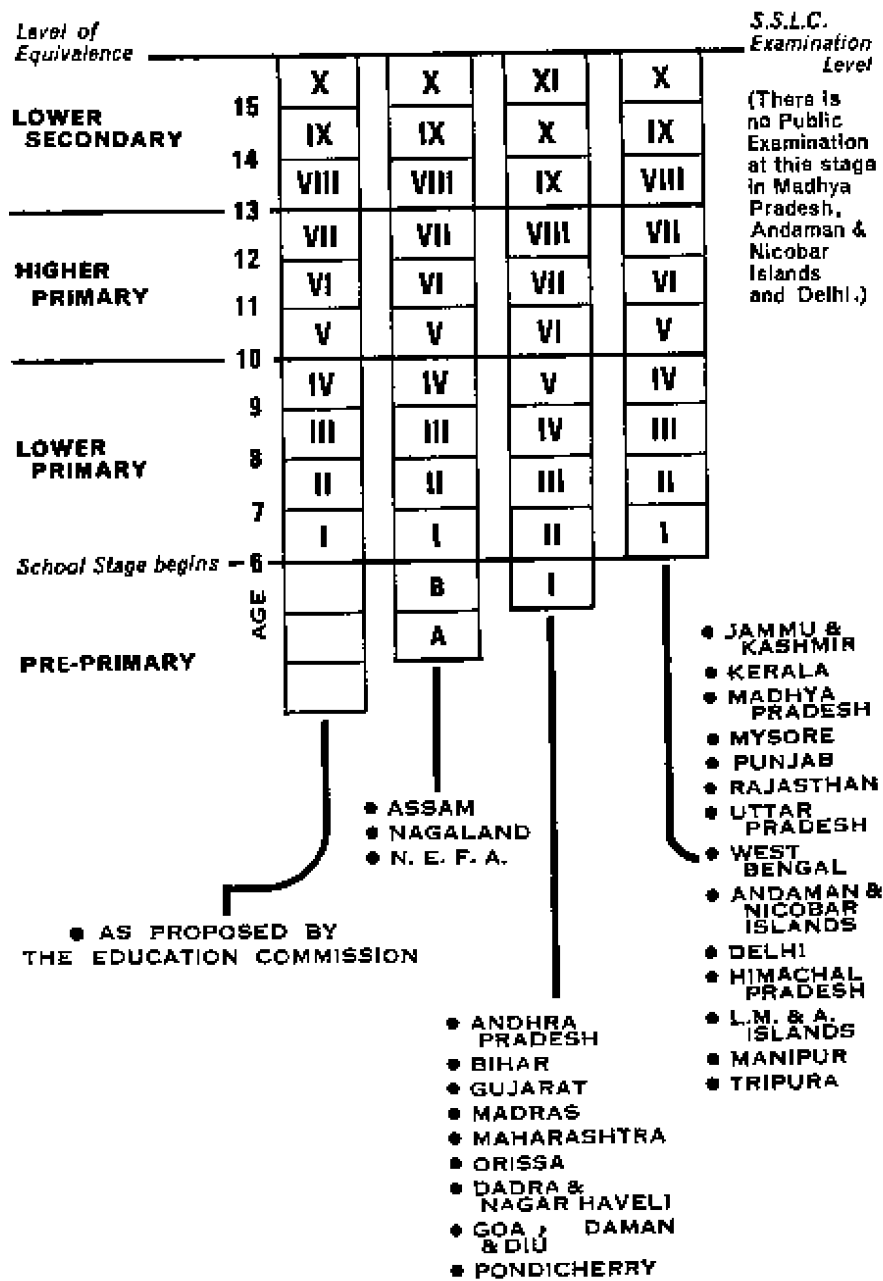 Level of
Equivalence
S.S.L.C.
Examination
Level
(There is
no Public
Examination
at this stage
in Madhya
Pradesh,
Andaman &
Nicobar
Islands
and Delhi.)
X X XI X
15
LOWER
SECONDARY
IX IX X IX
14
VIII VIII IX VIII
13
VII VII VIII VII
12
HIGHER
PRIMARY
VI VI VII VI
11
V V VI V
10
IV IV V IV
9
III III IV III
LOWER
PRIMARY
8
II II III II
7
I I II I
School Stage begins - 6
AGE
B I
A
PRE-PRIMARY
• AS PROPOSED BY
THE EDUCATION COMMISSION
• ASSAM
• NAGALAND
• N. E. F. A.
• ANDHRA
PRADESH
• BIHAR
• GUJARAT
• MADRAS
• MAHARASHTRA
• ORISSA
• DADRA &
NAGAR HAVELI
• GOA, DAMAN
& DIU
• PONDICHERRY
• JAMMU &
KASHMIR
• KERALA
• MADHYA
PRADESH
• MYSORE
• PUNJAB
• RAJASTHAN
• UTTAR
PRADESH
• WEST
BENGAL
• ANDAMAN &
NICOBAR
ISLANDS
• DELHI
• HIMACHAL
PRADESH
• L.M. & A.
ISLANDS
• MANIPUR
• TRIPURA